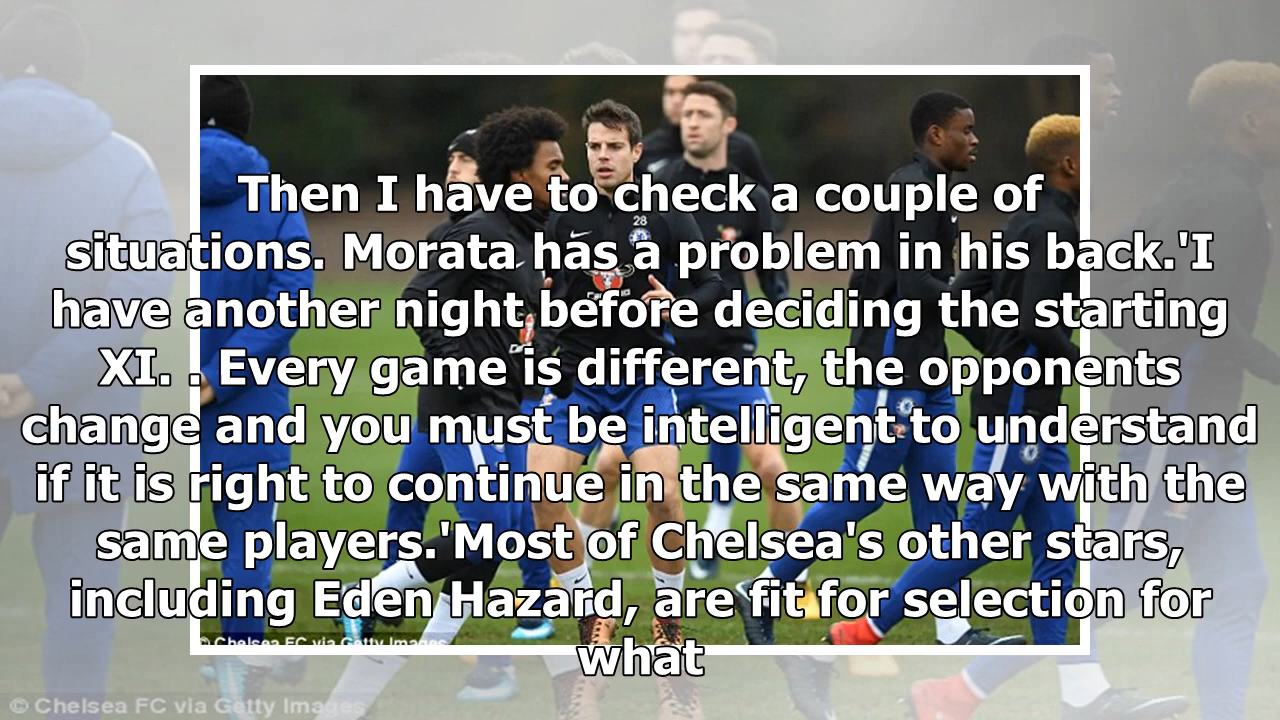 Then I have to check a couple of
situations. Morata has a problem in his back.'I
have another night before deciding the starting
XI. . Every game is different, the opponents
change and you must be intelligent to understand
if it is right to continue in the same way with the
same players.'Most of Chelsea's other stars,
including Eden Hazard, are fit for selection for
what
28
© Chelsea FC via Getty Images
© Chelsea FC via Getty Images